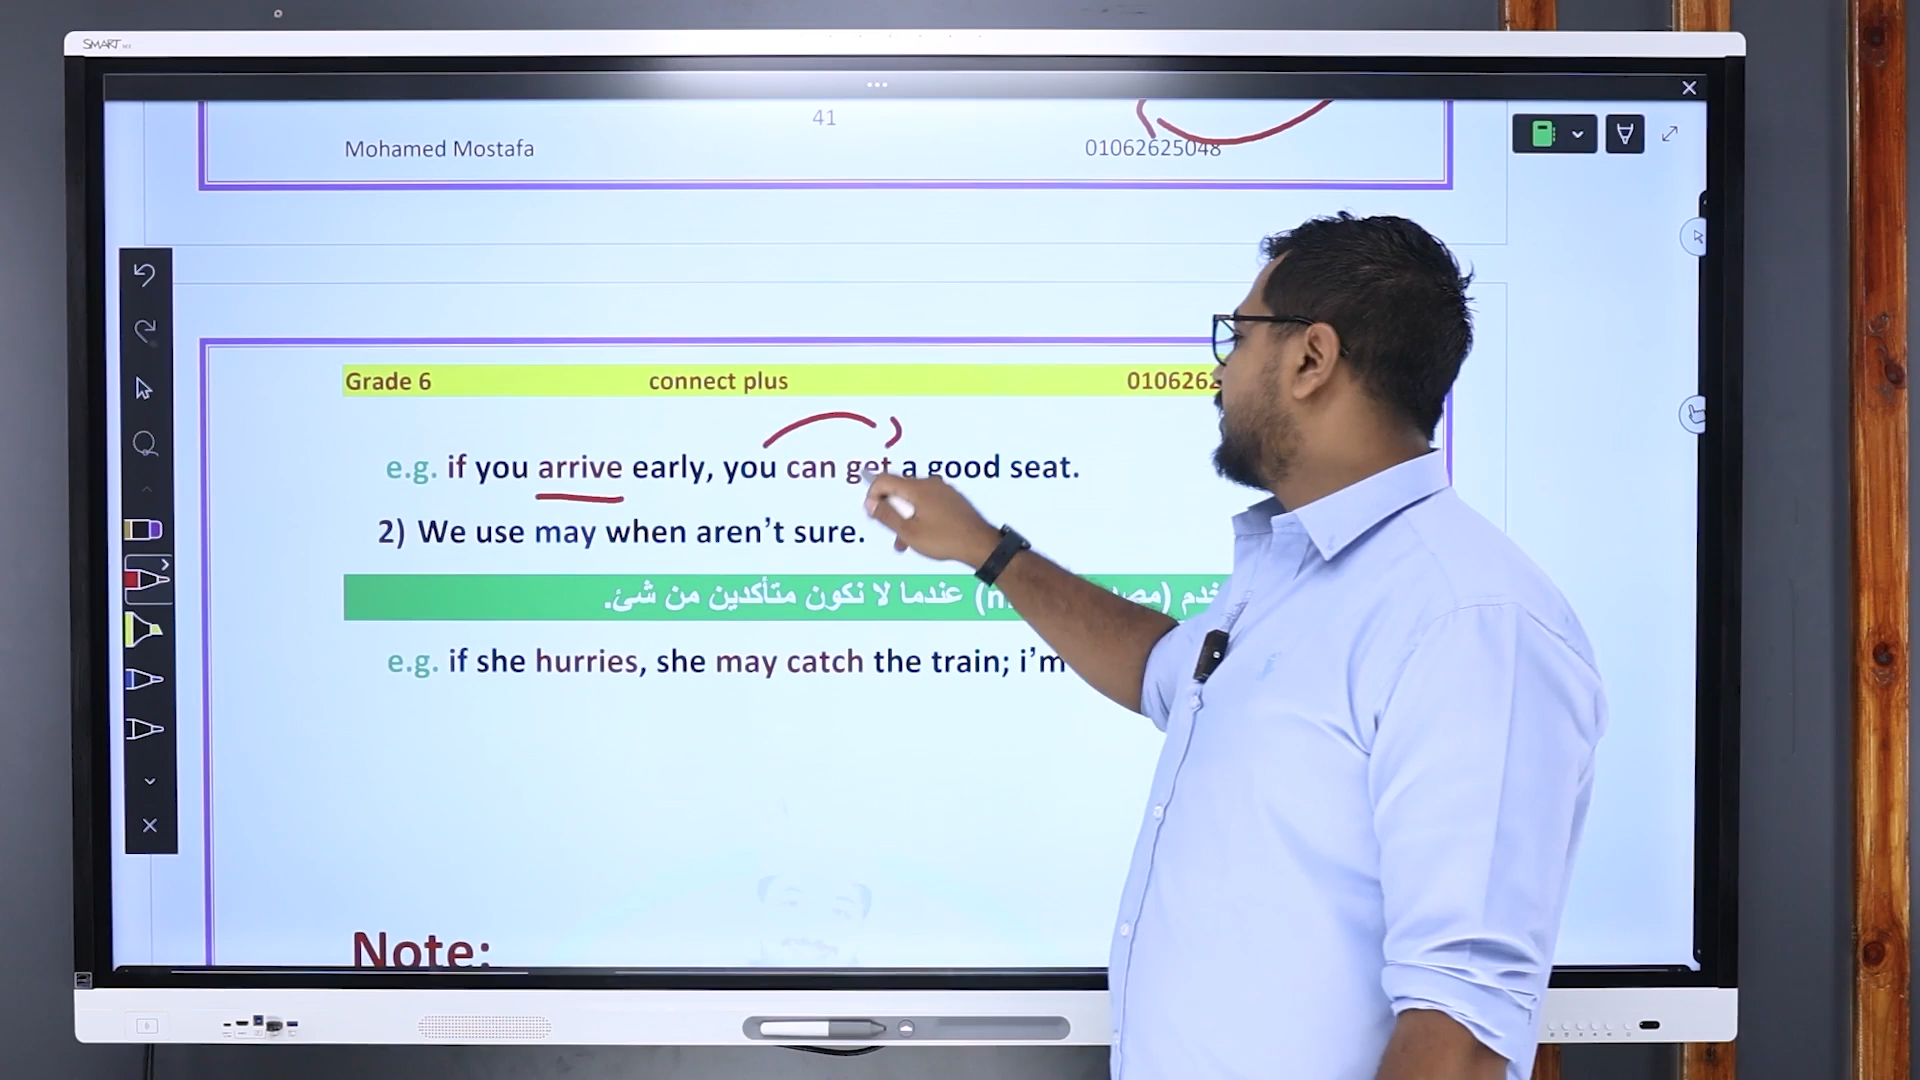 SMART
41
Mohamed Mostafa 01062625048
Grade 6 connect plus 010626
e.g. if you arrive early, you can get a good seat.
2) We use may when aren't sure.
عندما لا نكون متأكدين من شئ.
e.g. if she hurries, she may catch the train; i'm
Note: